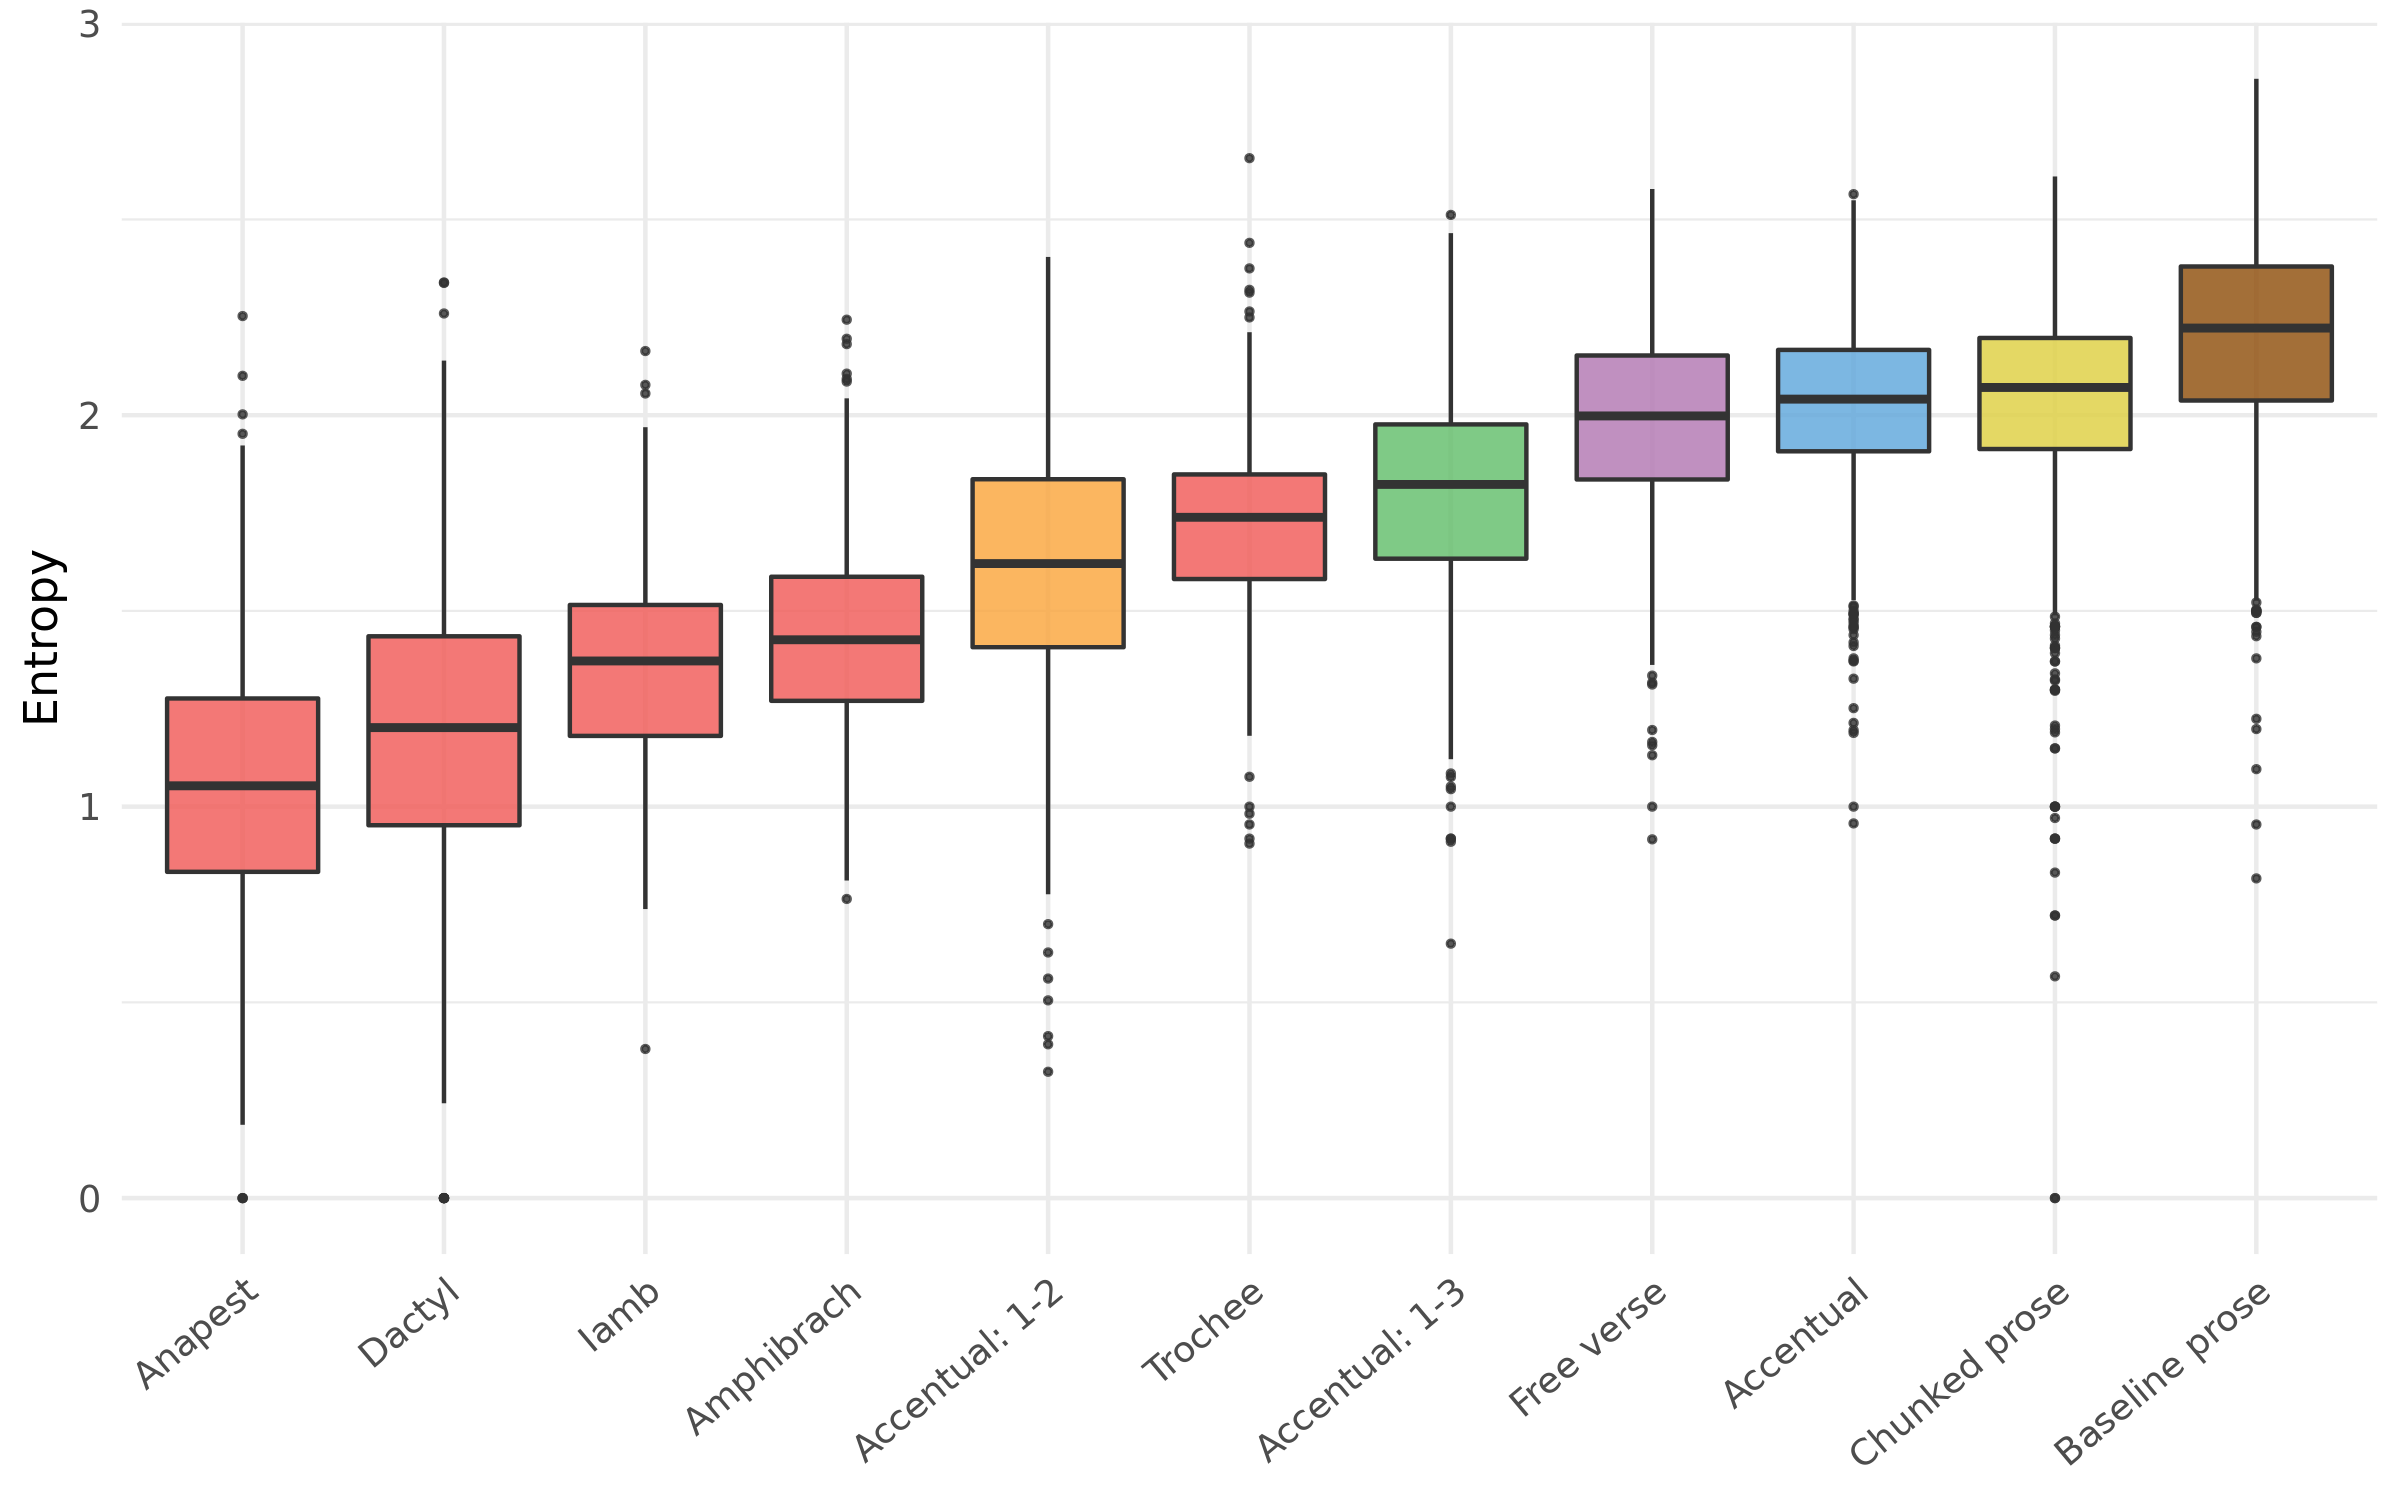 3
2
1
0
Entropy
Anapest
Dactyl
Iamb
Amphibrach
Accentual: 1-2
Trochee
Accentual: 1-3
Free verse
Accentual
Chunked prose
Baseline prose